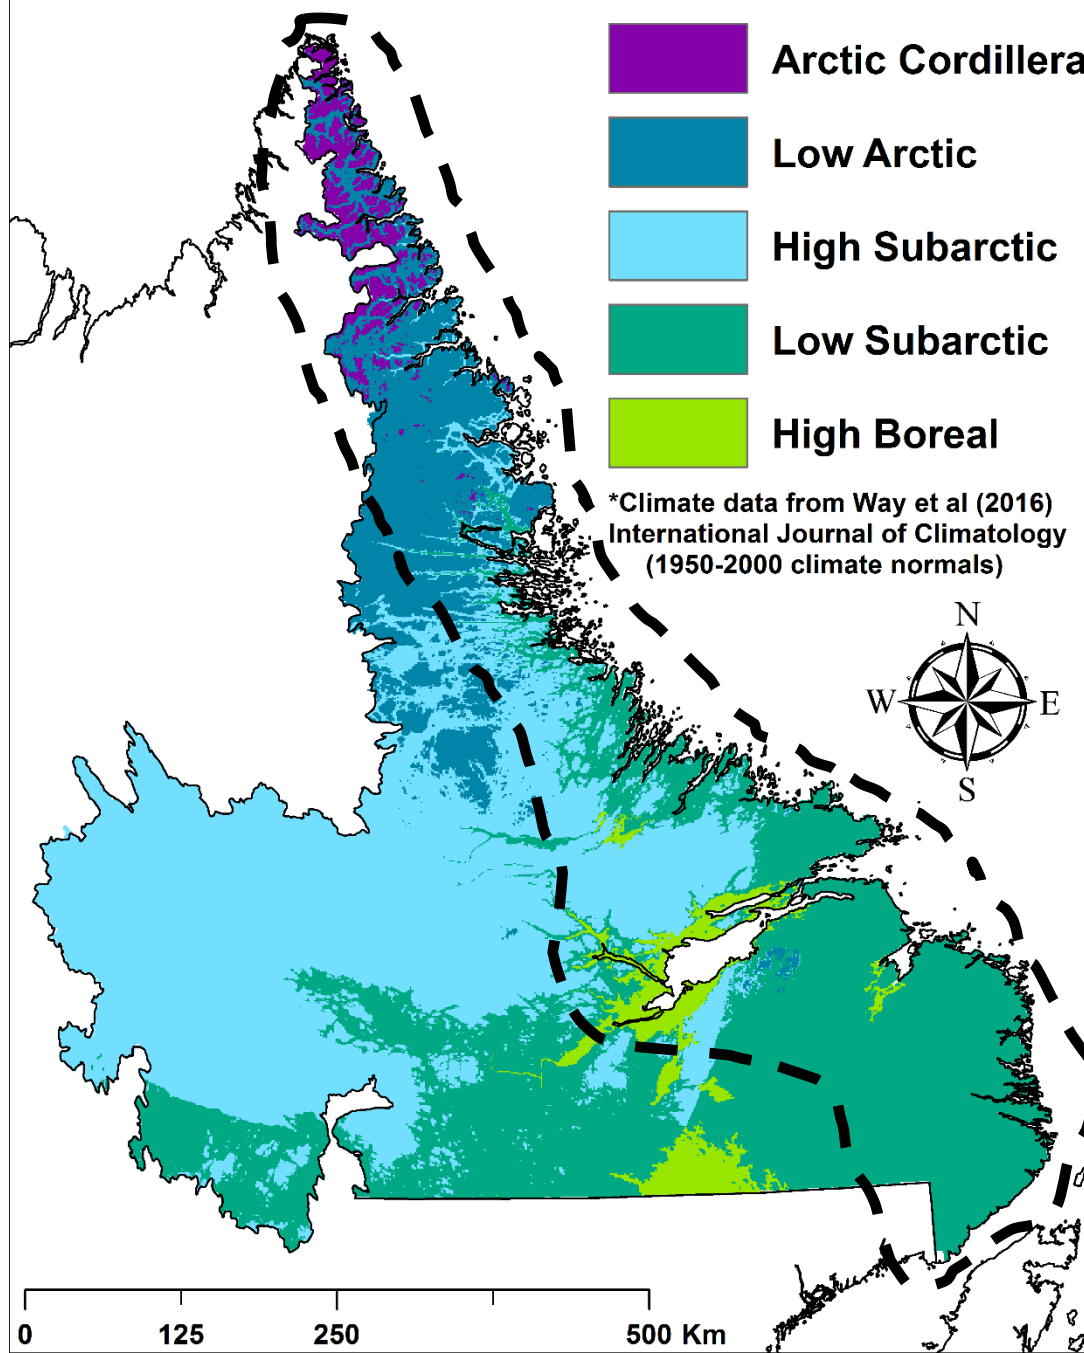 Arctic Cordillera
Low Arctic
High Subarctic
Low Subarctic
High Boreal
*Climate data from Way et al (2016)
International Journal of Climatology
(1950-2000 climate normals)
N
W E
S
0 125 250 500 Km